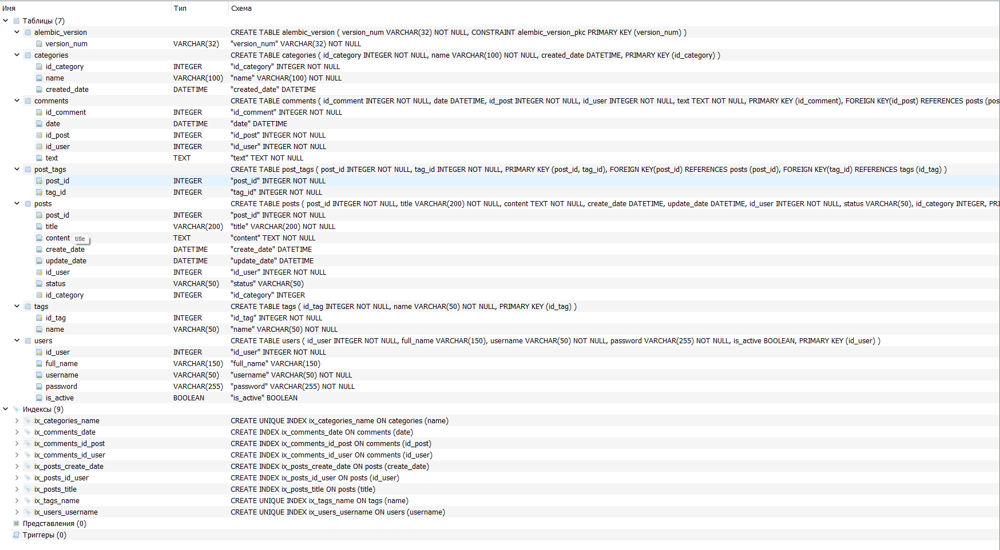 Имя Тип Схема
Таблицы (7)
alembic_version CREATE TABLE alembic_version ( version_num VARCHAR(32) NOT NULL, CONSTRAINT alembic_version_pkc PRIMARY KEY (version_num) )
version_num VARCHAR(32) "version_num" VARCHAR(32) NOT NULL
categories CREATE TABLE categories ( id_category INTEGER NOT NULL, name VARCHAR(100) NOT NULL, created_date DATETIME, PRIMARY KEY (id_category) )
id_category INTEGER "id_category" INTEGER NOT NULL
name VARCHAR(100) "name" VARCHAR(100) NOT NULL
created_date DATETIME "created_date" DATETIME
comments CREATE TABLE comments ( id_comment INTEGER NOT NULL, date DATETIME, id_post INTEGER NOT NULL, id_user INTEGER NOT NULL, text TEXT NOT NULL, PRIMARY KEY (id_comment), FOREIGN KEY(id_post) REFERENCES posts (pos
id_comment INTEGER "id_comment" INTEGER NOT NULL
date DATETIME "date" DATETIME
id_post INTEGER "id_post" INTEGER NOT NULL
id_user INTEGER "id_user" INTEGER NOT NULL
text TEXT "text" TEXT NOT NULL
post_tags CREATE TABLE post_tags ( post_id INTEGER NOT NULL, tag_id INTEGER NOT NULL, PRIMARY KEY (post_id, tag_id), FOREIGN KEY(post_id) REFERENCES posts (post_id), FOREIGN KEY(tag_id) REFERENCES tags (id_tag) )
post_id INTEGER "post_id" INTEGER NOT NULL
tag_id INTEGER "tag_id" INTEGER NOT NULL
posts CREATE TABLE posts ( post_id INTEGER NOT NULL, title VARCHAR(200) NOT NULL, content TEXT NOT NULL, create_date DATETIME, update_date DATETIME, id_user INTEGER NOT NULL, status VARCHAR(50), id_category INTEGER, PRI
post_id INTEGER "post_id" INTEGER NOT NULL
title VARCHAR(200) "title" VARCHAR(200) NOT NULL
content title TEXT "content" TEXT NOT NULL
create_date DATETIME "create_date" DATETIME
update_date DATETIME "update_date" DATETIME
id_user INTEGER "id_user" INTEGER NOT NULL
status VARCHAR(50) "status" VARCHAR(50)
id_category INTEGER "id_category" INTEGER
tags CREATE TABLE tags ( id_tag INTEGER NOT NULL, name VARCHAR(50) NOT NULL, PRIMARY KEY (id_tag) )
id_tag INTEGER "id_tag" INTEGER NOT NULL
name VARCHAR(50) "name" VARCHAR(50) NOT NULL
users CREATE TABLE users ( id_user INTEGER NOT NULL, full_name VARCHAR(150), username VARCHAR(50) NOT NULL, password VARCHAR(255) NOT NULL, is_active BOOLEAN, PRIMARY KEY (id_user) )
id_user INTEGER "id_user" INTEGER NOT NULL
full_name VARCHAR(150) "full_name" VARCHAR(150)
username VARCHAR(50) "username" VARCHAR(50) NOT NULL
password VARCHAR(255) "password" VARCHAR(255) NOT NULL
is_active BOOLEAN "is_active" BOOLEAN
Индексы (9)
ix_categories_name CREATE UNIQUE INDEX ix_categories_name ON categories (name)
ix_comments_date CREATE INDEX ix_comments_date ON comments (date)
ix_comments_id_post CREATE INDEX ix_comments_id_post ON comments (id_post)
ix_comments_id_user CREATE INDEX ix_comments_id_user ON comments (id_user)
ix_posts_create_date CREATE INDEX ix_posts_create_date ON posts (create_date)
ix_posts_id_user CREATE INDEX ix_posts_id_user ON posts (id_user)
ix_posts_title CREATE INDEX ix_posts_title ON posts (title)
ix_tags_name CREATE UNIQUE INDEX ix_tags_name ON tags (name)
ix_users_username CREATE UNIQUE INDEX ix_users_username ON users (username)
Представления (0)
Триггеры (0)